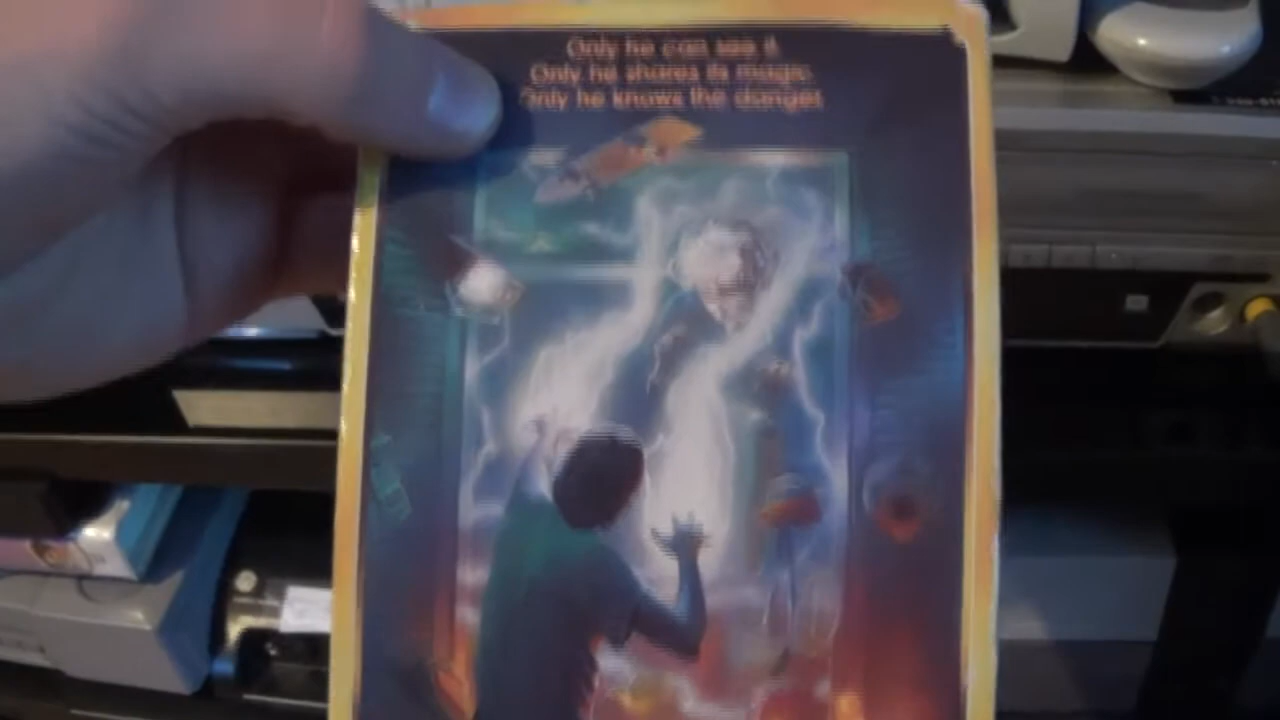 Only he can see it.
Only he shares its magic.
Only he knows the danger.